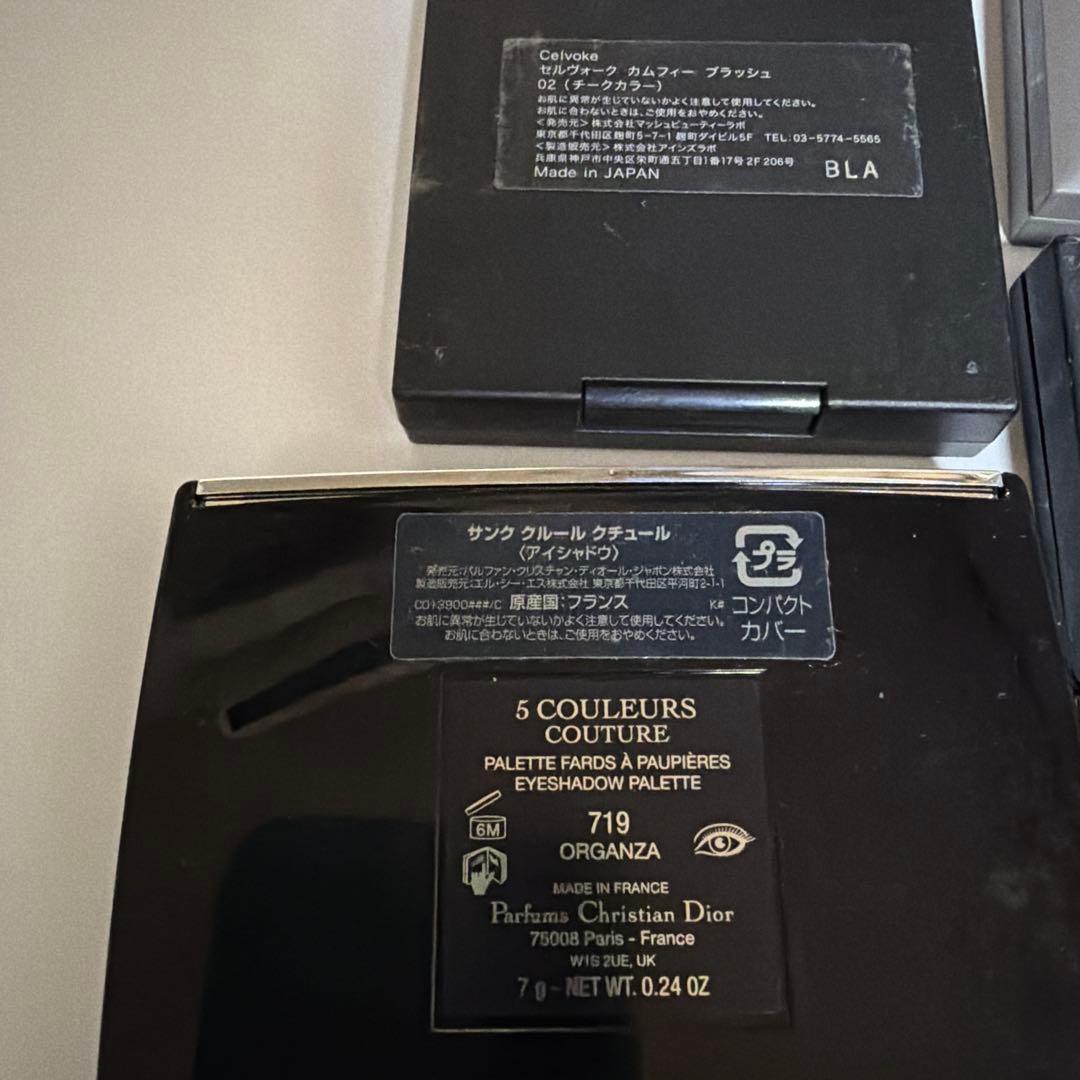 Celvoke
セルヴォーク カムフィー ブラッシュ
02 (チークカラー)
お肌に異常が生じていないかよく注意して使用してください。
お肌に合わないときは、ご使用をおやめください。
<発売元> 株式会社マッシュビューティーラボ
東京都千代田区麹町5-7-1 麹町ダイビル5F TEL:03-5774-5565
<製造販売元> 株式会社アインズラボ
兵庫県神戸市中央区栄町通五丁目1番17号 2F 206号
Made in JAPAN BLA
サンク クルール クチュール
〈アイシャドウ〉
発売元:パルファン・クリスチャン・ディオール・ジャポン株式会社
製造販売元:エル・シー・エス株式会社 東京都千代田区平河町2-1-1
CO13900###/C 原産国:フランス K#
お肌に異常が生じていないかよく注意して使用してください。
お肌に合わないときは、ご使用をおやめください。
プラ
コンパクト
カバー
5 COULEURS
COUTURE
PALETTE FARDS À PAUPIÈRES
EYESHADOW PALETTE
6M
719
ORGANZA
MADE IN FRANCE
Parfums Christian Dior
75008 Paris - France
W1S 2UE, UK
7 g - NET WT. 0.24 OZ